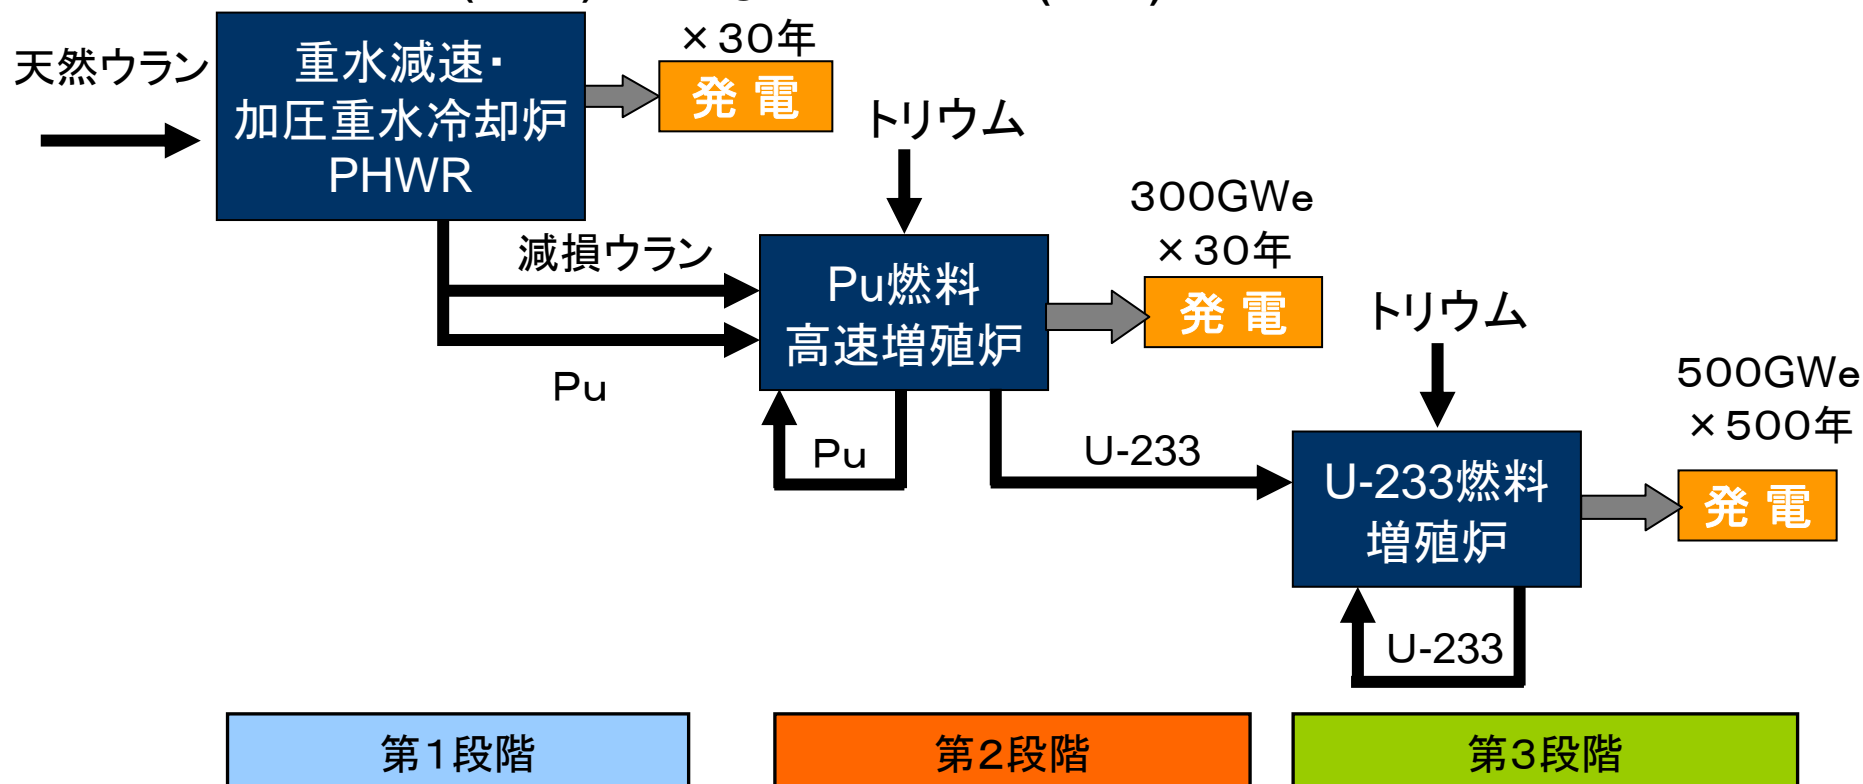 天然ウラン
重水減速・
加圧重水冷却炉
PHWR
×30年
発電
トリウム
減損ウラン
Pu
Pu燃料
高速増殖炉
300GWe
×30年
発電
Pu
U-233
トリウム
U-233燃料
増殖炉
500GWe
×500年
発電
U-233
第1段階
第2段階
第3段階